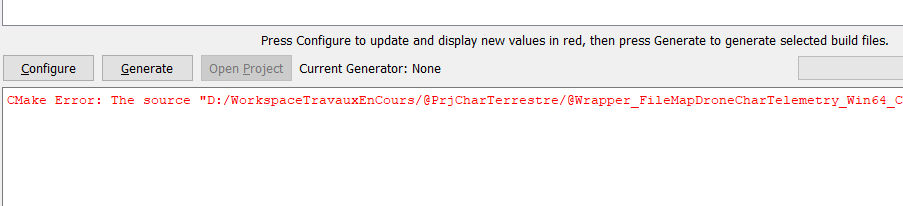 Press Configure to update and display new values in red, then press Generate to generate selected build files.
Configure Generate Open Project Current Generator: None
CMake Error: The source "D:/WorkspaceTravauxEnCours/@PrjCharTerrestre/@Wrapper_FileMapDroneCharTelemetry_Win64_C